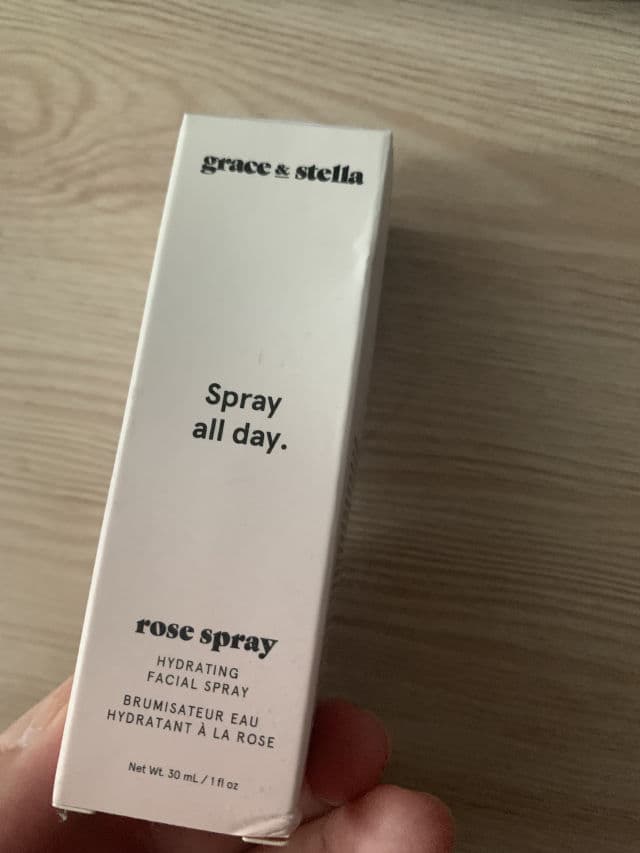 grace & stella
Spray
all day.
rose spray
HYDRATING
FACIAL SPRAY
BRUMISATEUR EAU
HYDRATANT À LA ROSE
Net Wt. 30 mL / 1 fl oz